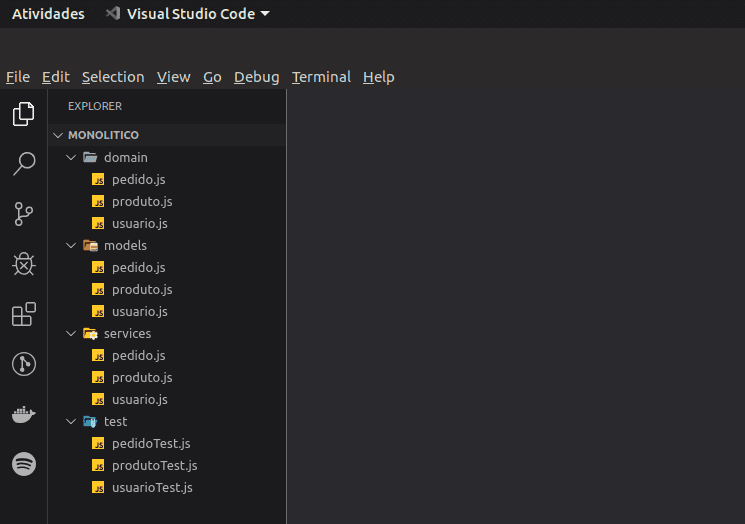 Atividades Visual Studio Code
File Edit Selection View Go Debug Terminal Help
EXPLORER
MONOLITICO
domain
JS pedido.js
JS produto.js
JS usuario.js
models
JS pedido.js
JS produto.js
JS usuario.js
services
JS pedido.js
JS produto.js
JS usuario.js
test
JS pedidoTest.js
JS produtoTest.js
JS usuarioTest.js